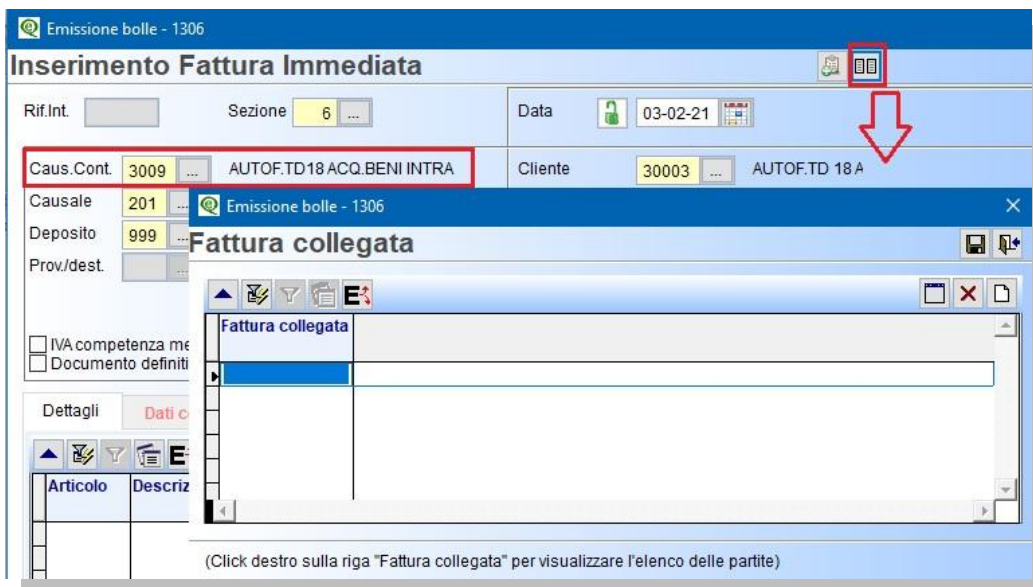 Emissione bolle - 1306
Inserimento Fattura Immediata
Rif.Int. Sezione 6 ... Data 03-02-21
Caus.Cont. 3009 ... AUTOF.TD18 ACQ.BENI INTRA Cliente 30003 ... AUTOF.TD 18 A
Causale 201 ...
Emissione bolle - 1306
Deposito 999 ...
Fattura collegata
Prov./dest. ...
Fattura collegata
IVA compe­tenza me
Documento definiti
Dettagli Dati c
Articolo Descriz
(Click destro sulla riga "Fattura collegata" per visualizzare l'elenco delle partite)